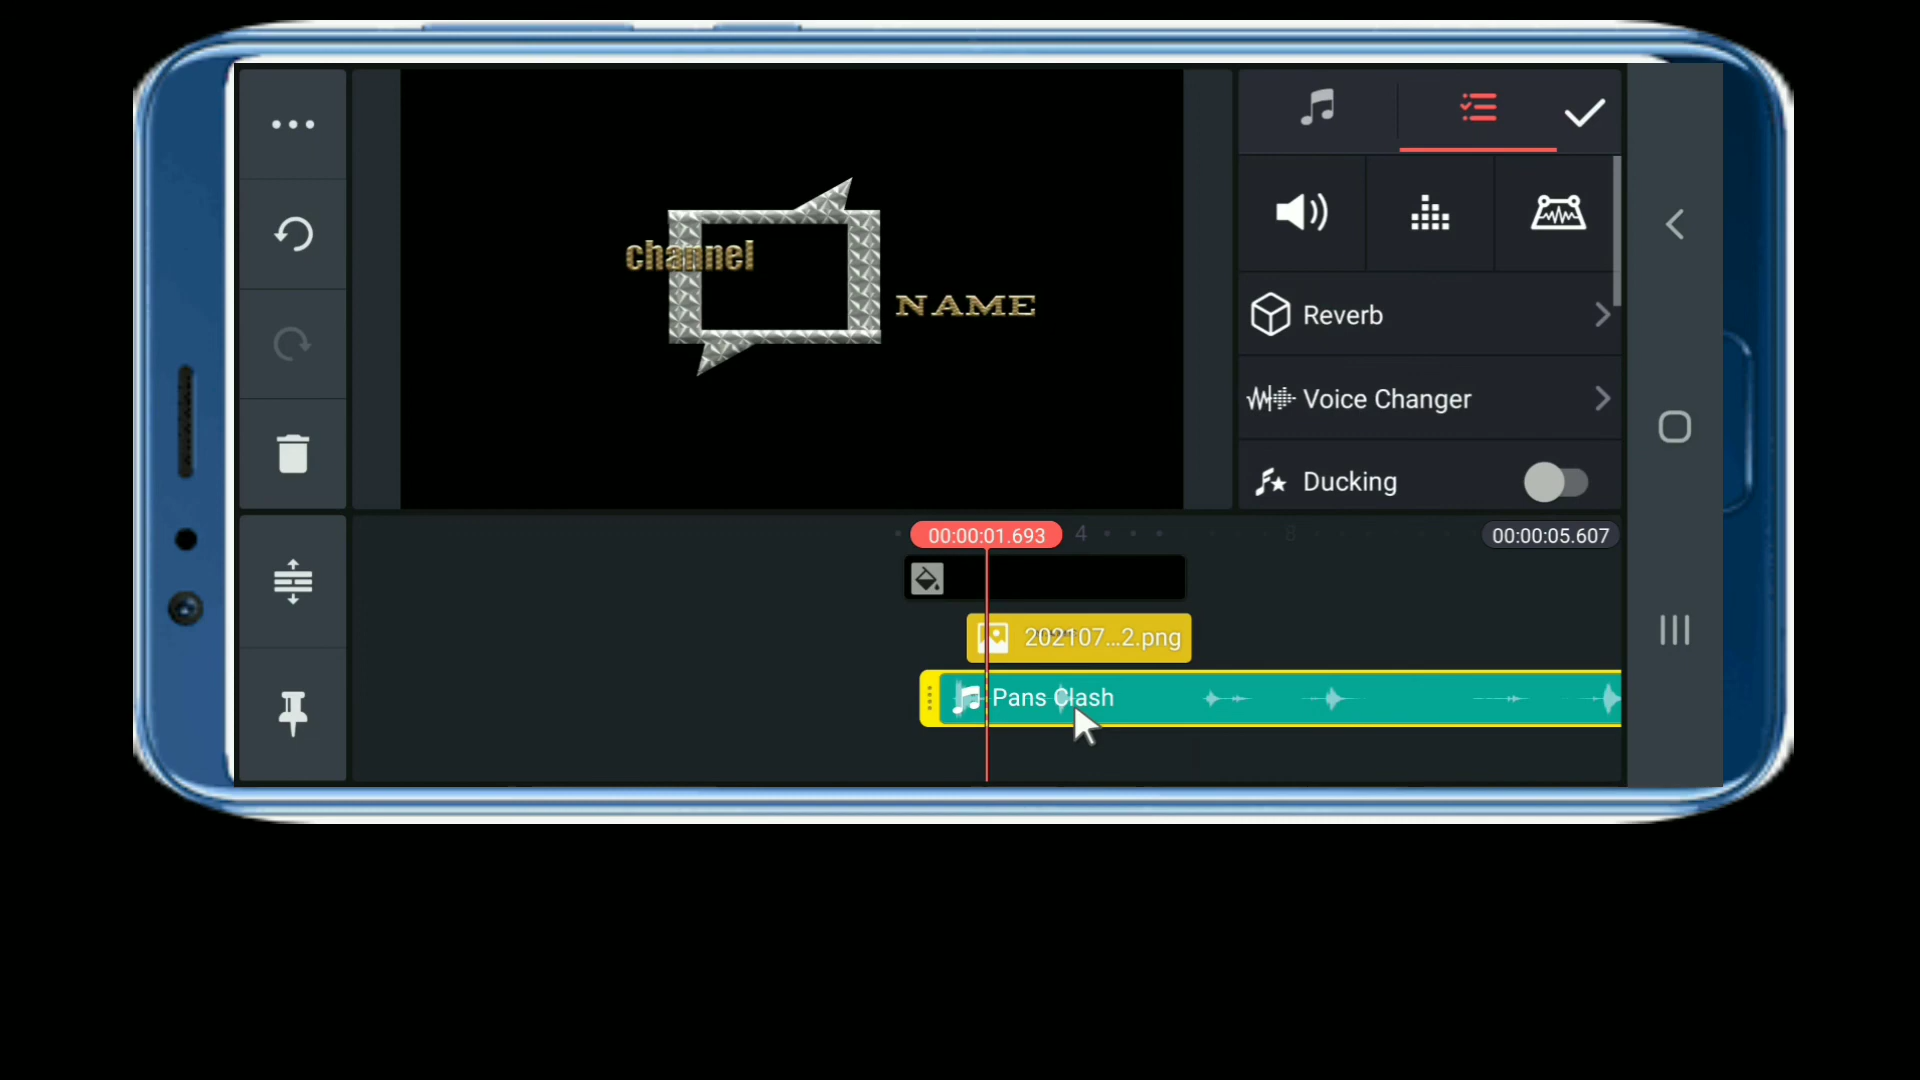 channel
NAME
Reverb
Voice Changer
Ducking
00:00:01.693
4
8
00:00:05.607
202107...2.png
Pans Clash